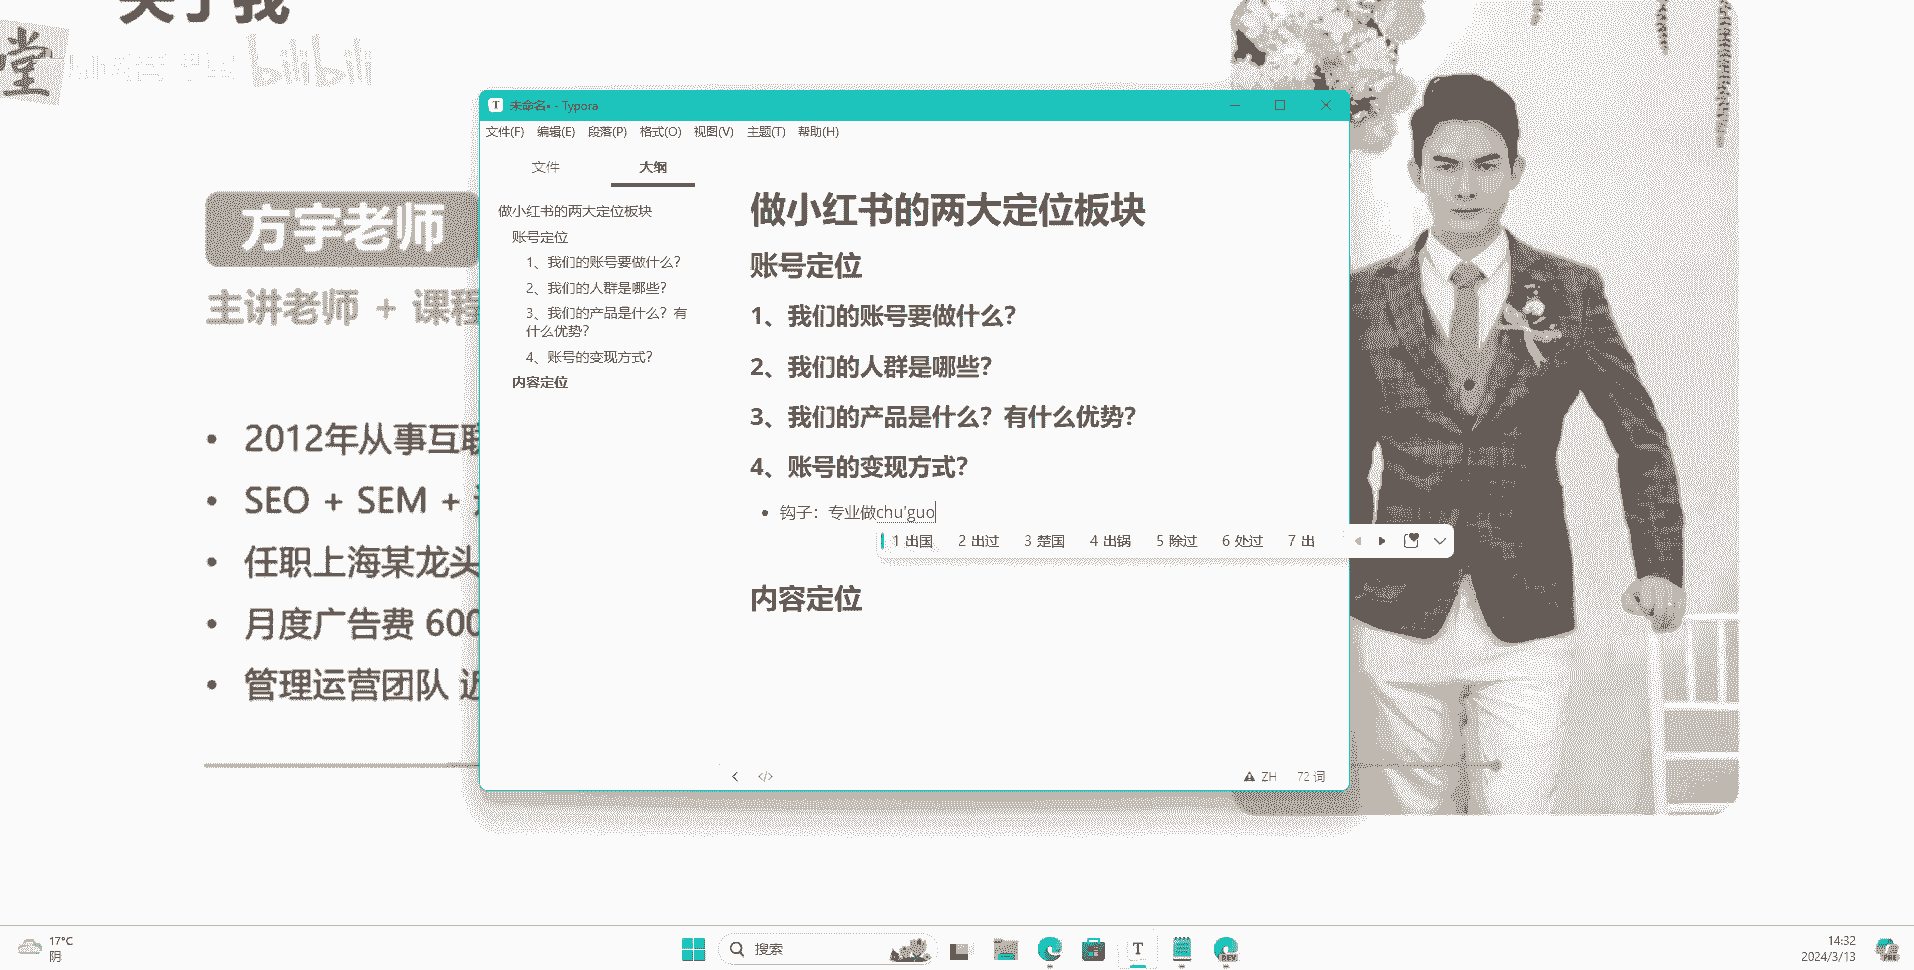 关于我
堂
bilibili
方宇老师
主讲老师 + 课程
2012年从事互联
SEO + SEM +
任职上海某龙头
月度广告费 600
管理运营团队 近
未命名• - Typora
文件(F) 编辑(E) 段落(P) 格式(O) 视图(V) 主题(T) 帮助(H)
文件 大纲
做小红书的两大定位板块
账号定位
1、我们的账号要做什么？
2、我们的人群是哪些？
3、我们的产品是什么？有
什么优势？
4、账号的变现方式？
内容定位
做小红书的两大定位板块
账号定位
1、我们的账号要做什么？
2、我们的人群是哪些？
3、我们的产品是什么？有什么优势？
4、账号的变现方式？
钩子：专业做chu'guo
1 出国 2 出过 3 楚国 4 出锅 5 除过 6 处过 7 出
内容定位
ZH 72 词
17°C
阴
搜索
14:32
2024/3/13